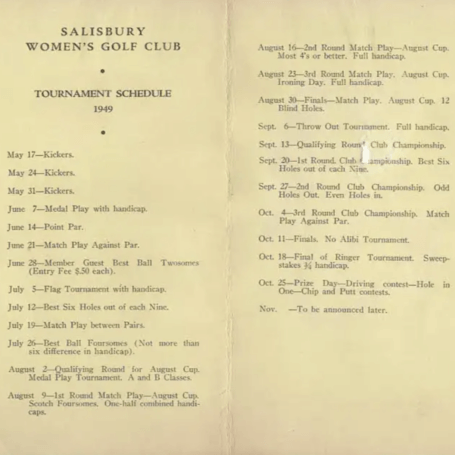 SALISBURY
WOMEN'S GOLF CLUB
TOURNAMENT SCHEDULE
1949
May 17—Kickers.
May 24—Kickers.
May 31—Kickers.
June 7—Medal Play with handicap.
June 14—Point Par.
June 21—Match Play Against Par.
June 28—Member Guest Best Ball Twosomes
(Entry Fee $.50 each).
July 5—Flag Tournament with handicap.
July 12—Best Six Holes out of each Nine.
July 19—Match Play between Pairs.
July 26—Best Ball Foursomes (Not more than
six difference in handicap).
August 2—Qualifying Round for August Cup.
Medal Play Tournament. A and B Classes.
August 9—1st Round Match Play—August Cup.
Scotch Foursomes. One-half combined handi-
caps.
August 16—2nd Round Match Play—August Cup.
Most 4's or better. Full handicap.
August 23—3rd Round Match Play. August Cup.
Ironing Day. Full handicap.
August 30—Finals—Match Play. August Cup. 12
Blind Holes.
Sept. 6—Throw Out Tournament. Full handicap.
Sept. 13—Qualifying Round Club Championship.
Sept. 20—1st Round. Club Championship. Best Six
Holes out of each Nine.
Sept. 27—2nd Round Club Championship. Odd
Holes Out. Even Holes in.
Oct. 4—3rd Round Club Championship. Match
Play Against Par.
Oct. 11—Finals. No Alibi Tournament.
Oct. 18—Final of Ringer Tournament. Sweep-
stakes ¾ handicap.
Oct. 25—Prize Day—Driving contest—Hole in
One—Chip and Putt contests.
Nov. —To be announced later.